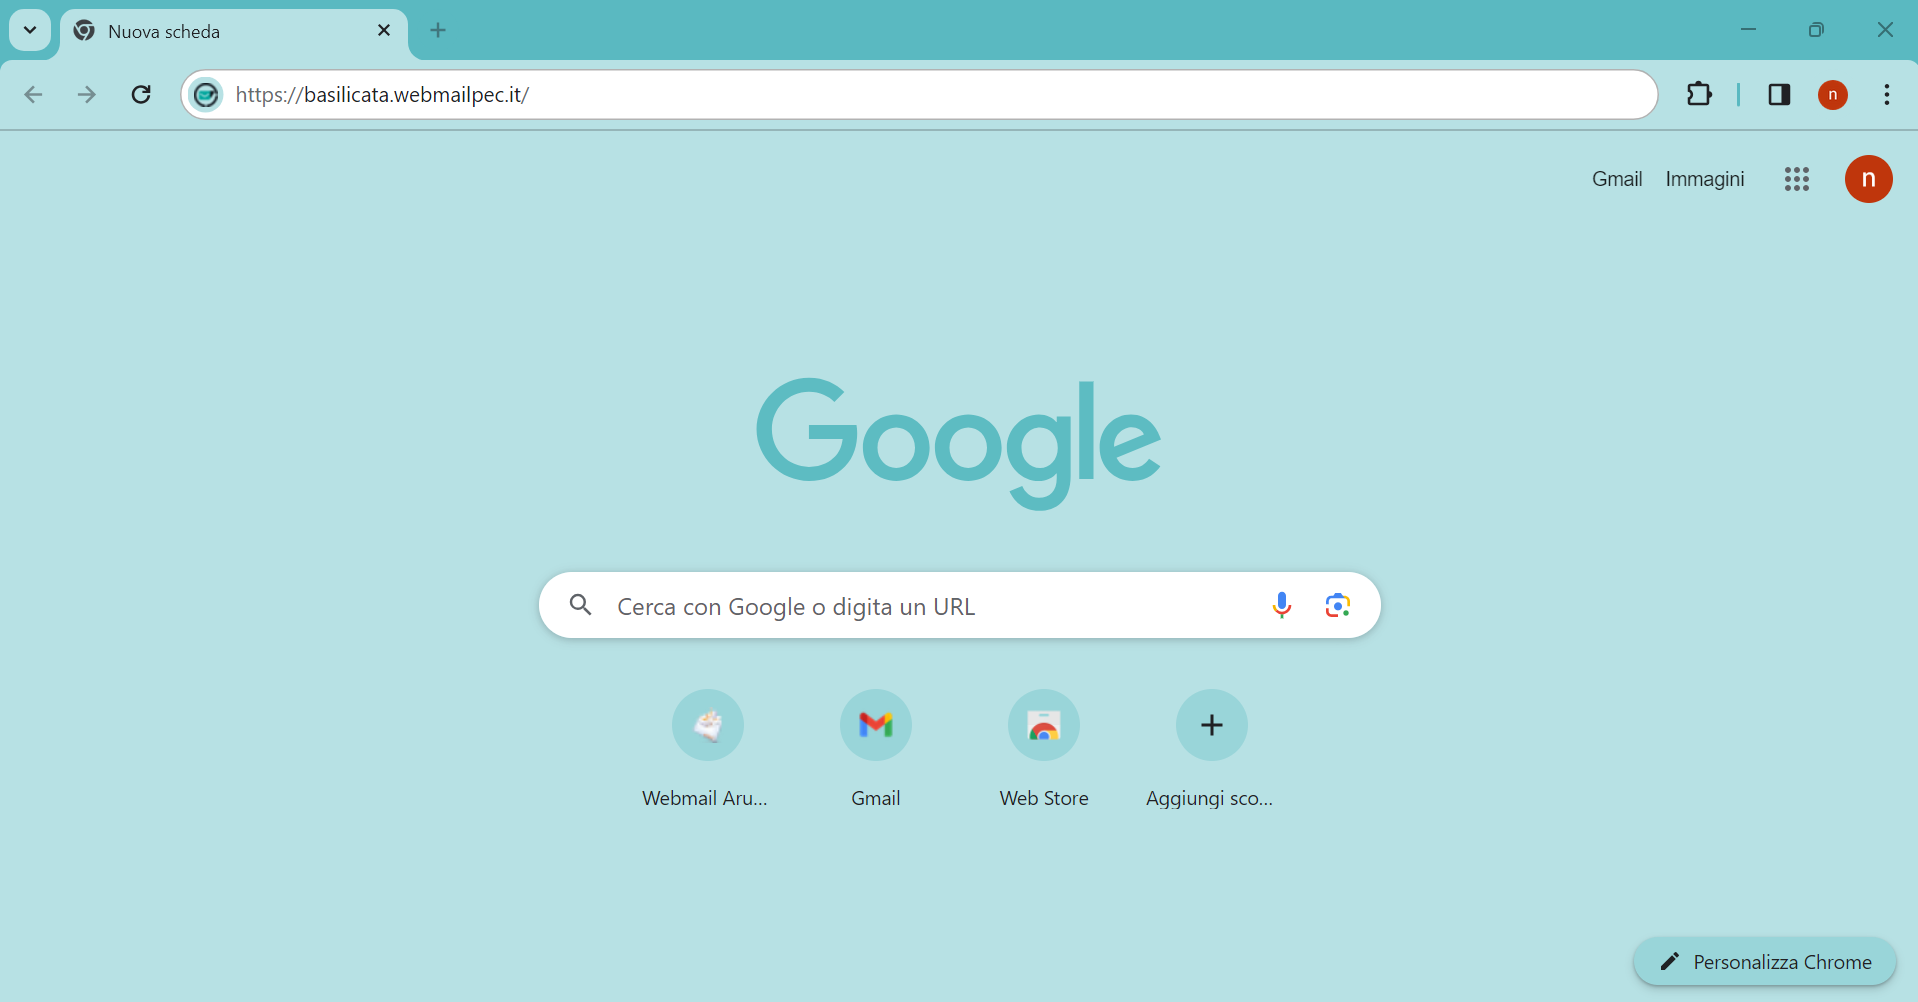 Nuova scheda
https://basilicata.webmailpec.it/
n
Gmail
Immagini
n
Google
Cerca con Google o digita un URL
Webmail Aru...
Gmail
Web Store
Aggiungi sco...
Personalizza Chrome